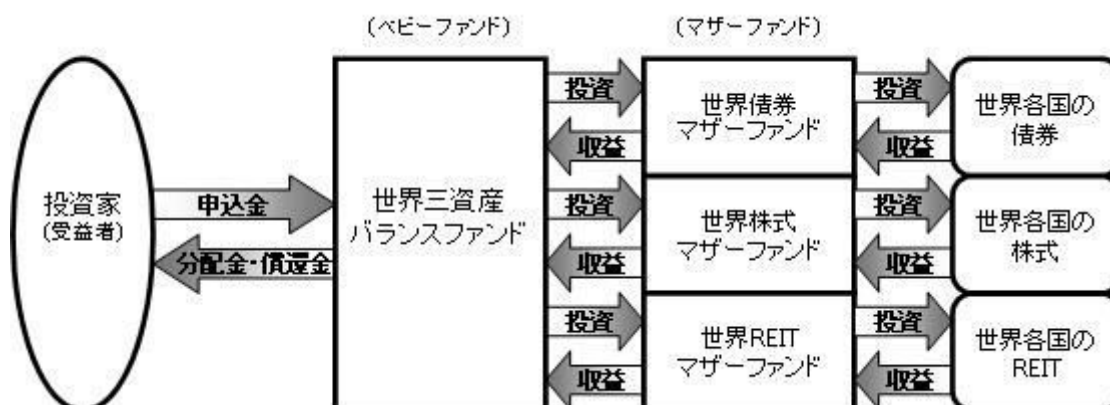 (ベビーファンド)
(マザーファンド)
投資家
(受益者)
申込金
分配金・償還金
世界三資産
バランスファンド
投資
収益
投資
収益
投資
収益
世界債券
マザーファンド
世界株式
マザーファンド
世界REIT
マザーファンド
投資
収益
投資
収益
投資
収益
世界各国の
債券
世界各国の
株式
世界各国の
REIT